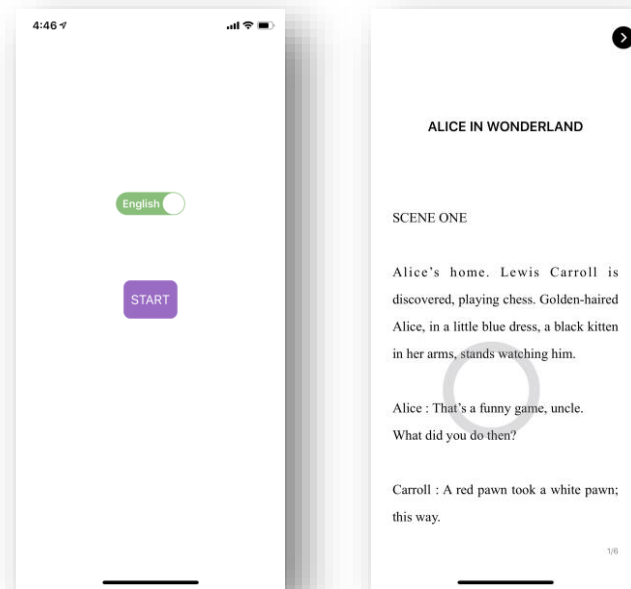 4:46
English
START
ALICE IN WONDERLAND
SCENE ONE
Alice's home. Lewis Carroll is
discovered, playing chess. Golden-haired
Alice, in a little blue dress, a black kitten
in her arms, stands watching him.
Alice : That's a funny game, uncle.
What did you do then?
Carroll : A red pawn took a white pawn;
this way.
1/6